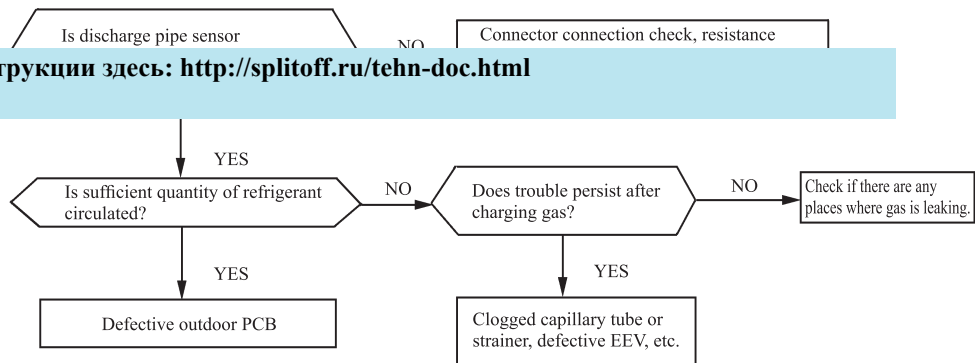 Is discharge pipe sensor
NO
Connector connection check, resistance
трукции здесь: http://splitoff.ru/tehn-doc.html
YES
Is sufficient quantity of refrigerant
circulated?
NO
Does trouble persist after
charging gas?
NO
Check if there are any
places where gas is leaking.
YES
YES
Defective outdoor PCB
Clogged capillary tube or
strainer, defective EEV, etc.